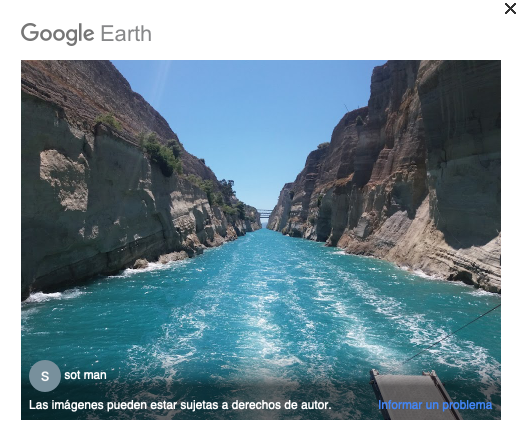 Google Earth
S
sot man
Las imágenes pueden estar sujetas a derechos de autor.
Informar un problema